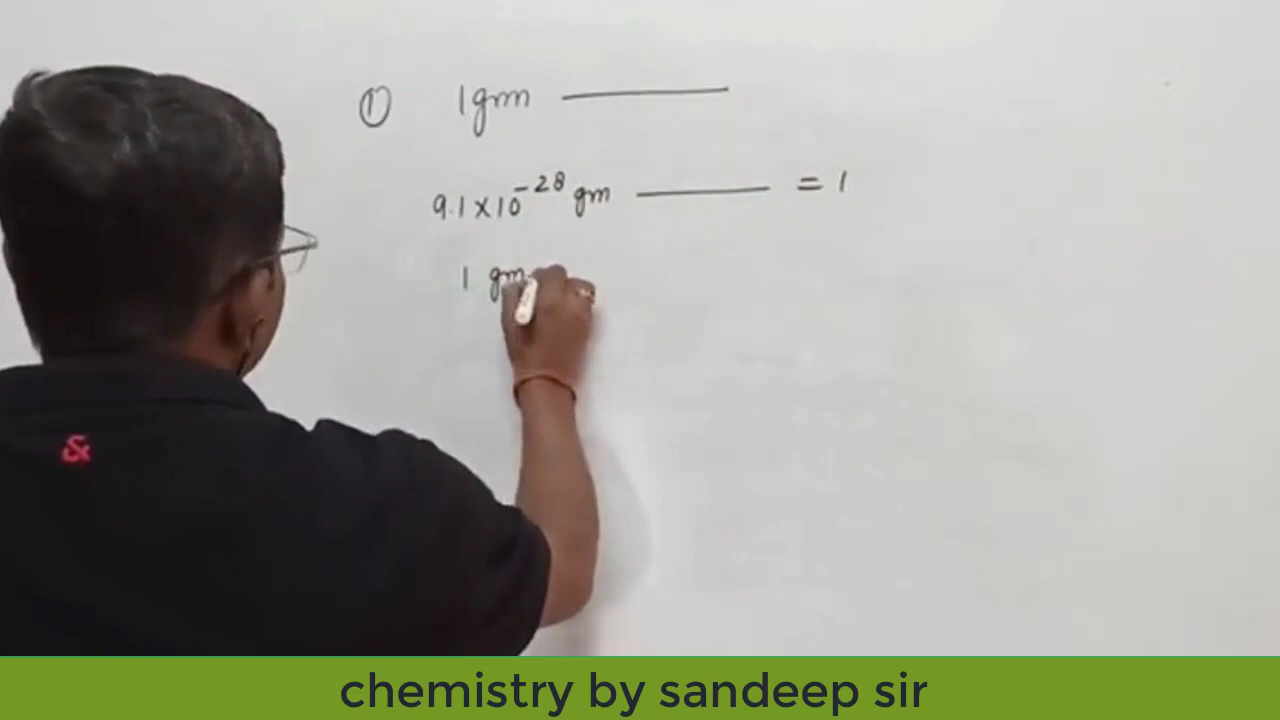 ① 1gm ———
9.1×10⁻²⁸ gm ——— = 1
1 gm
&
chemistry by sandeep sir